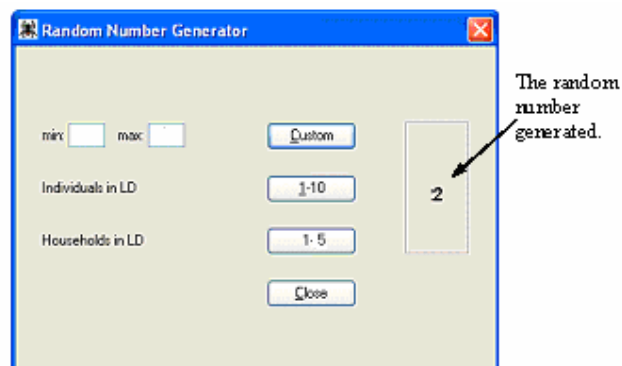 Random Number Generator
min: max: Custom
Individuals in LD 1-10
Households in LD 1- 5
Close
2
The random
number
generated.